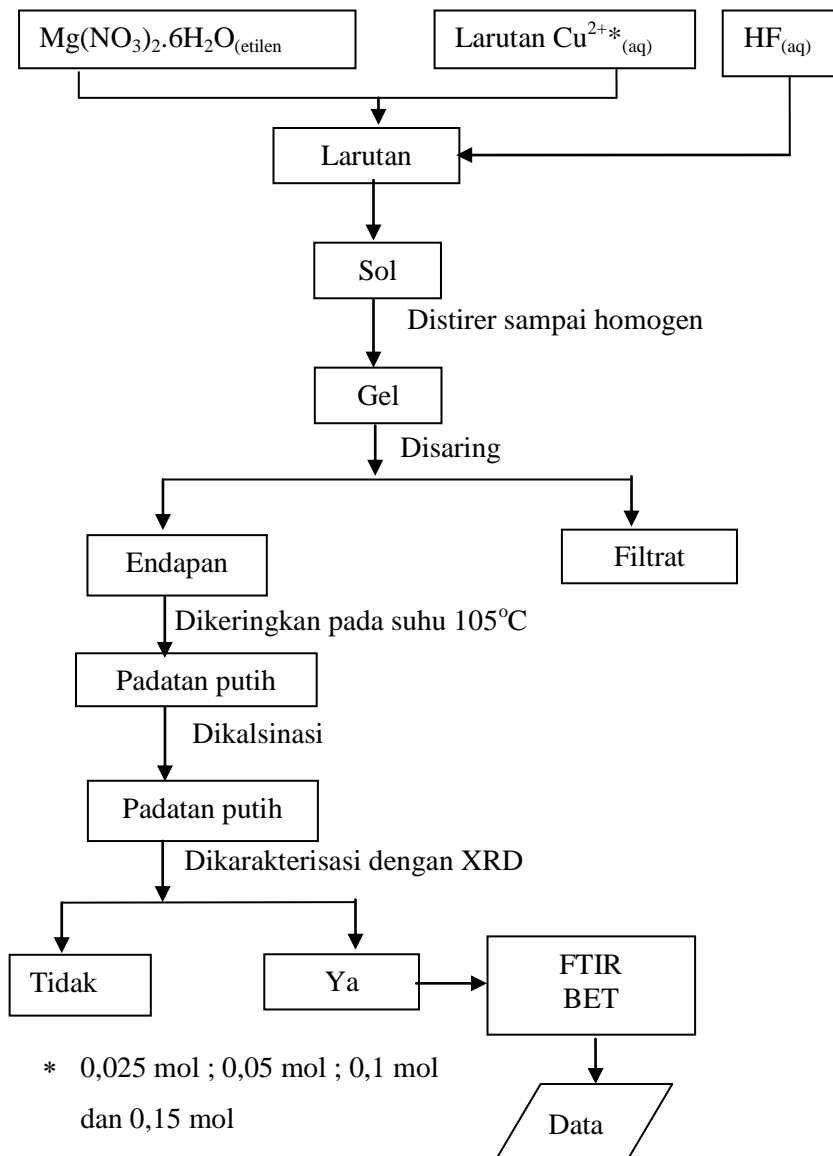 Mg(NO₃)₂.6H₂O₍etilen
Larutan Cu²⁺*₍aq₎
HF₍aq₎
Larutan
Sol
Distirer sampai homogen
Gel
Disaring
Endapan
Filtrat
Dikeringkan pada suhu 105°C
Padatan putih
Dikalsinasi
Padatan putih
Dikarakterisasi dengan XRD
Tidak
Ya
FTIR
BET
* 0,025 mol ; 0,05 mol ; 0,1 mol
dan 0,15 mol
Data